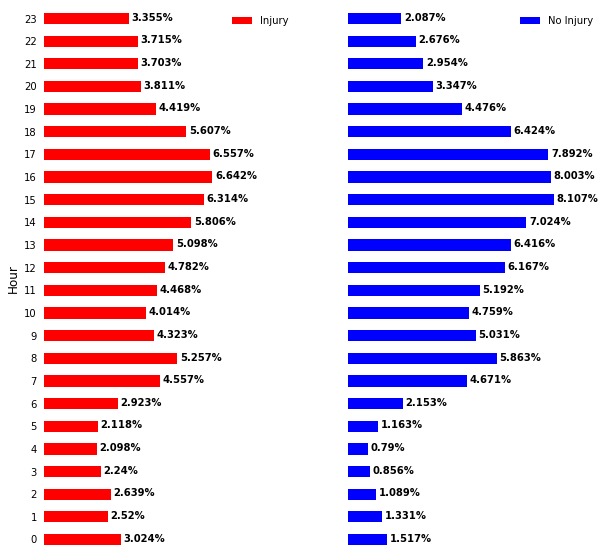 Injury
No Injury
23 3.355% 2.087%
22 3.715% 2.676%
21 3.703% 2.954%
20 3.811% 3.347%
19 4.419% 4.476%
18 5.607% 6.424%
17 6.557% 7.892%
16 6.642% 8.003%
15 6.314% 8.107%
14 5.806% 7.024%
13 5.098% 6.416%
12 4.782% 6.167%
11 4.468% 5.192%
10 4.014% 4.759%
9 4.323% 5.031%
8 5.257% 5.863%
7 4.557% 4.671%
6 2.923% 2.153%
5 2.118% 1.163%
4 2.098% 0.79%
3 2.24% 0.856%
2 2.639% 1.089%
1 2.52% 1.331%
0 3.024% 1.517%
Hour